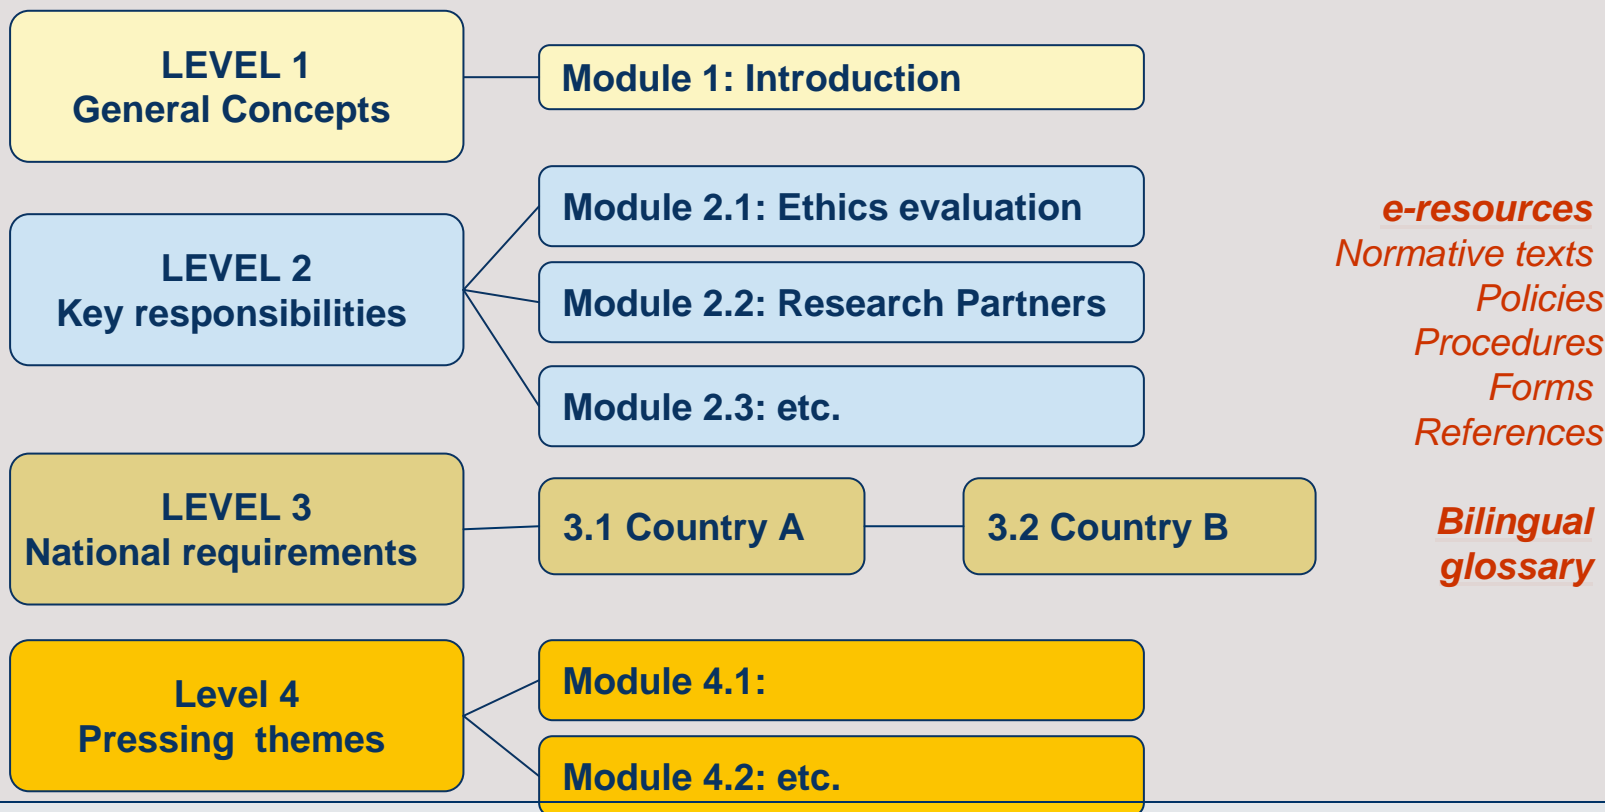 LEVEL 1
General Concepts
Module 1: Introduction
LEVEL 2
Key responsibilities
Module 2.1: Ethics evaluation
Module 2.2: Research Partners
Module 2.3: etc.
LEVEL 3
National requirements
3.1 Country A
3.2 Country B
Level 4
Pressing themes
Module 4.1:
Module 4.2: etc.
e-resources
Normative texts
Policies
Procedures
Forms
References
Bilingual
glossary